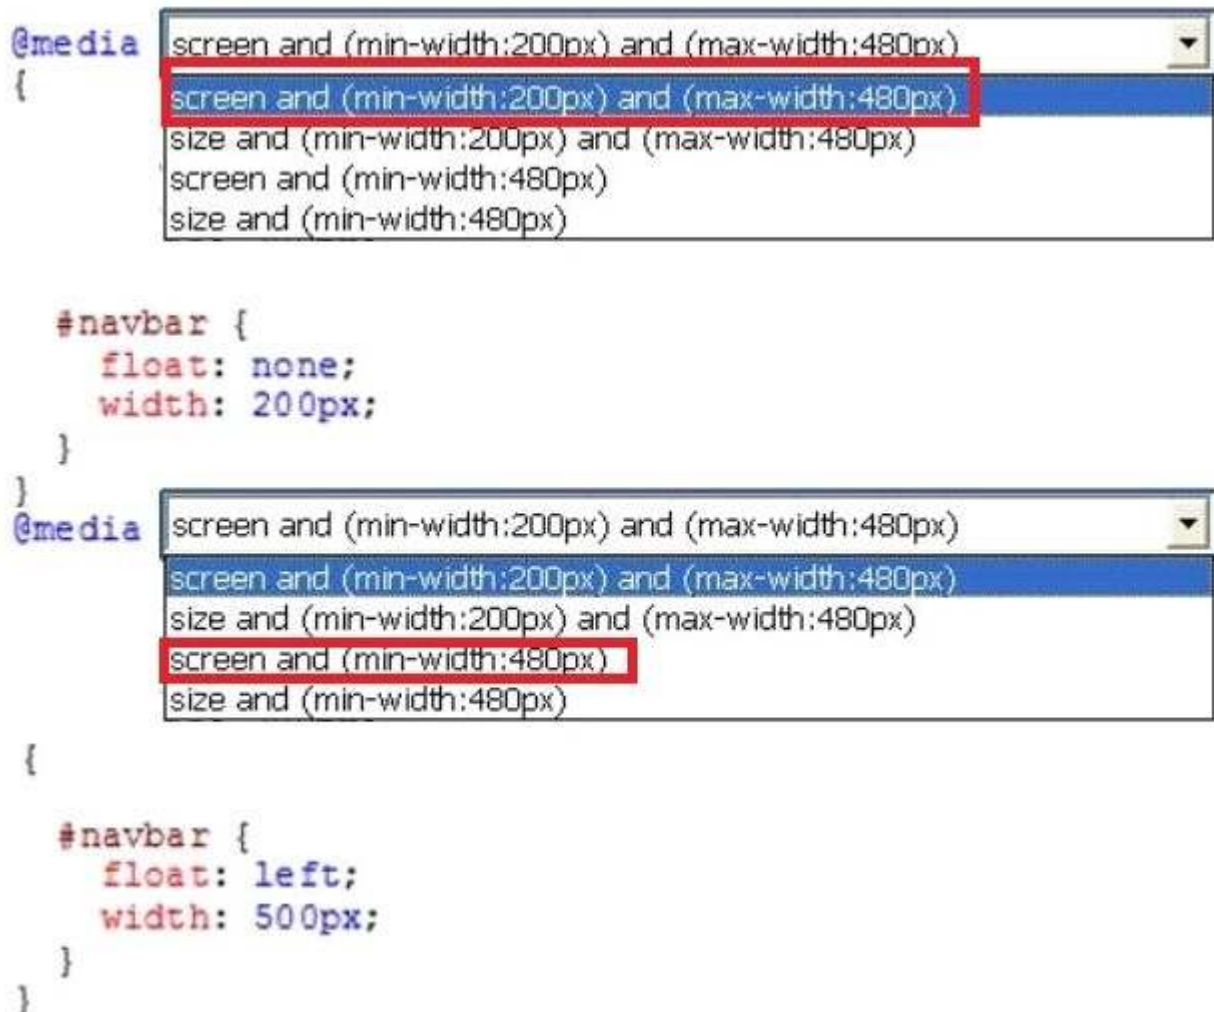 @media screen and (min-width:200px) and (max-width:480px)
{
screen and (min-width:200px) and (max-width:480px)
size and (min-width:200px) and (max-width:480px)
screen and (min-width:480px)
size and (min-width:480px)
#navbar {
float: none;
width: 200px;
}
}
@media screen and (min-width:200px) and (max-width:480px)
screen and (min-width:200px) and (max-width:480px)
size and (min-width:200px) and (max-width:480px)
screen and (min-width:480px)
size and (min-width:480px)
{
#navbar {
float: left;
width: 500px;
}
}